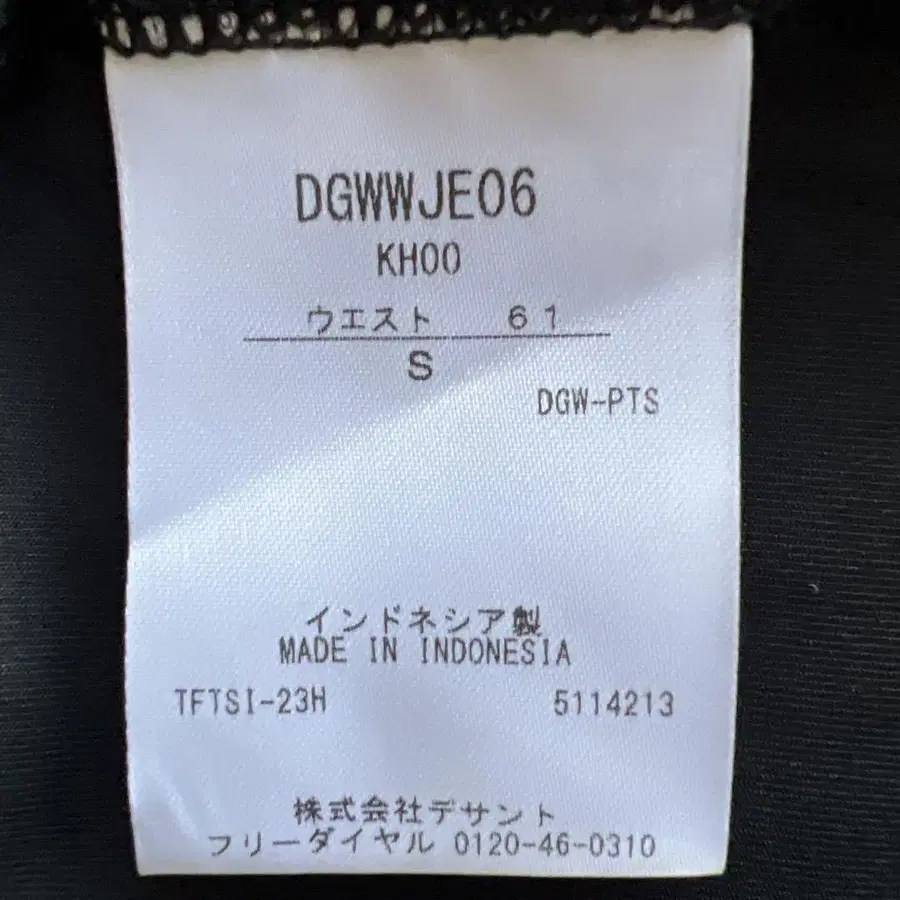 DGWWJE06
KH00
ウエスト 61
S
DGW-PTS
インドネシア製
MADE IN INDONESIA
TFTSI-23H 5114213
株式会社デサント
フリーダイヤル 0120-46-0310